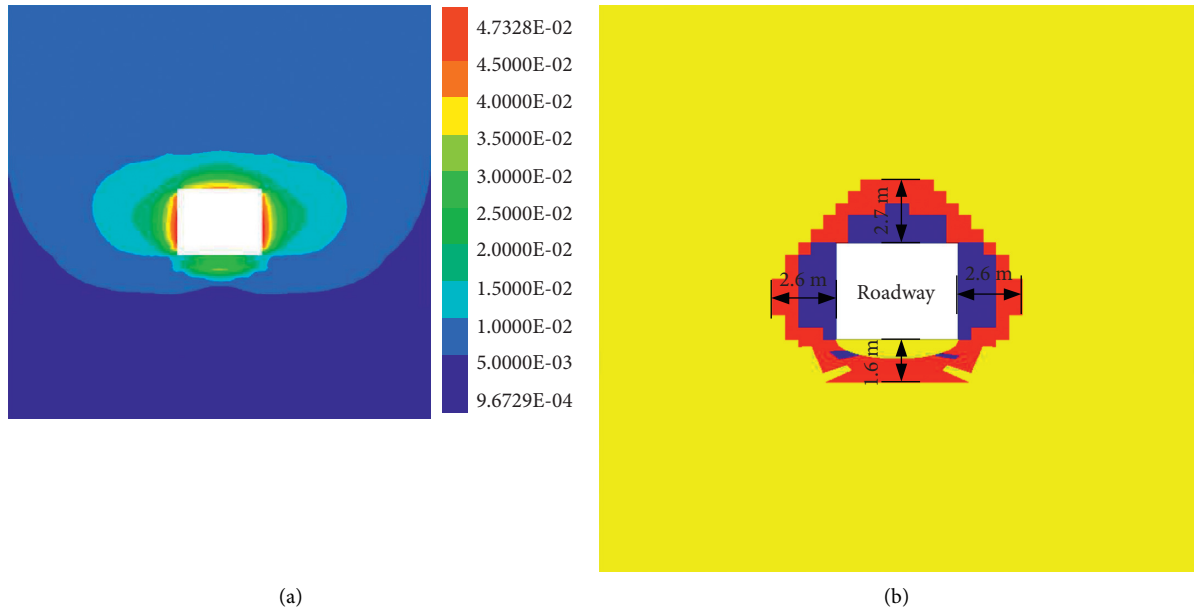 4.7328E-02
4.5000E-02
4.0000E-02
3.5000E-02
3.0000E-02
2.5000E-02
2.0000E-02
1.5000E-02
1.0000E-02
5.0000E-03
9.6729E-04
2.7 m
2.6 m
Roadway
2.6 m
1.6 m
(a)
(b)